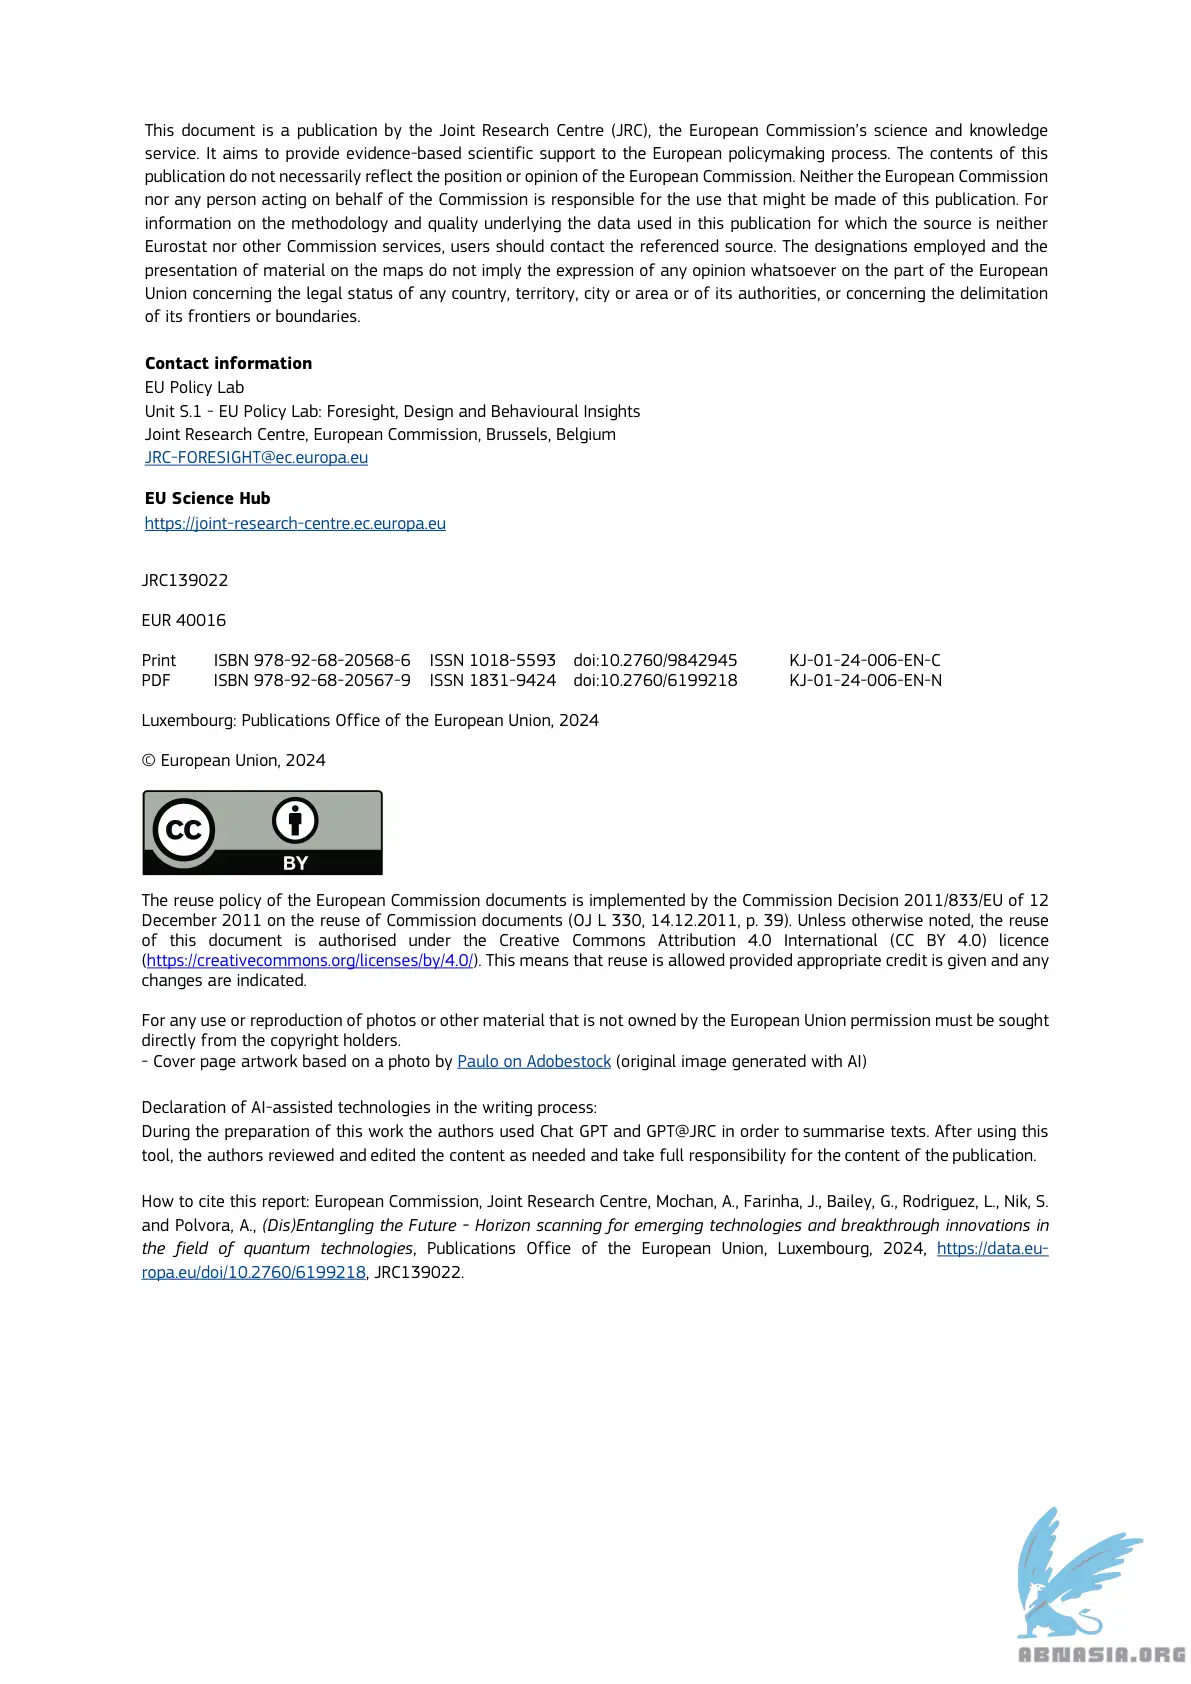 This document is a publication by the Joint Research Centre (JRC), the European Commission's science and knowledge
service. It aims to provide evidence-based scientific support to the European policymaking process. The contents of this
publication do not necessarily reflect the position or opinion of the European Commission. Neither the European Commission
nor any person acting on behalf of the Commission is responsible for the use that might be made of this publication. For
information on the methodology and quality underlying the data used in this publication for which the source is neither
Eurostat nor other Commission services, users should contact the referenced source. The designations employed and the
presentation of material on the maps do not imply the expression of any opinion whatsoever on the part of the European
Union concerning the legal status of any country, territory, city or area or of its authorities, or concerning the delimitation
of its frontiers or boundaries.
Contact information
EU Policy Lab
Unit S.1 - EU Policy Lab: Foresight, Design and Behavioural Insights
Joint Research Centre, European Commission, Brussels, Belgium
JRC-FORESIGHT@ec.europa.eu
EU Science Hub
https://joint-research-centre.ec.europa.eu
JRC139022
EUR 40016
Print ISBN 978-92-68-20568-6 ISSN 1018-5593 doi:10.2760/9842945 KJ-01-24-006-EN-C
PDF ISBN 978-92-68-20567-9 ISSN 1831-9424 doi:10.2760/6199218 KJ-01-24-006-EN-N
Luxembourg: Publications Office of the European Union, 2024
© European Union, 2024
CC
BY
The reuse policy of the European Commission documents is implemented by the Commission Decision 2011/833/EU of 12
December 2011 on the reuse of Commission documents (OJ L 330, 14.12.2011, p. 39). Unless otherwise noted, the reuse
of this document is authorised under the Creative Commons Attribution 4.0 International (CC BY 4.0) licence
(https://creativecommons.org/licenses/by/4.0/). This means that reuse is allowed provided appropriate credit is given and any
changes are indicated.
For any use or reproduction of photos or other material that is not owned by the European Union permission must be sought
directly from the copyright holders.
- Cover page artwork based on a photo by Paulo on Adobestock (original image generated with AI)
Declaration of AI-assisted technologies in the writing process:
During the preparation of this work the authors used Chat GPT and GPT@JRC in order to summarise texts. After using this
tool, the authors reviewed and edited the content as needed and take full responsibility for the content of the publication.
How to cite this report: European Commission, Joint Research Centre, Mochan, A., Farinha, J., Bailey, G., Rodriguez, L., Nik, S.
and Polvora, A., (Dis)Entangling the Future - Horizon scanning for emerging technologies and breakthrough innovations in
the field of quantum technologies, Publications Office of the European Union, Luxembourg, 2024, https://data.eu-
ropa.eu/doi/10.2760/6199218, JRC139022.
ABNASIA.ORG